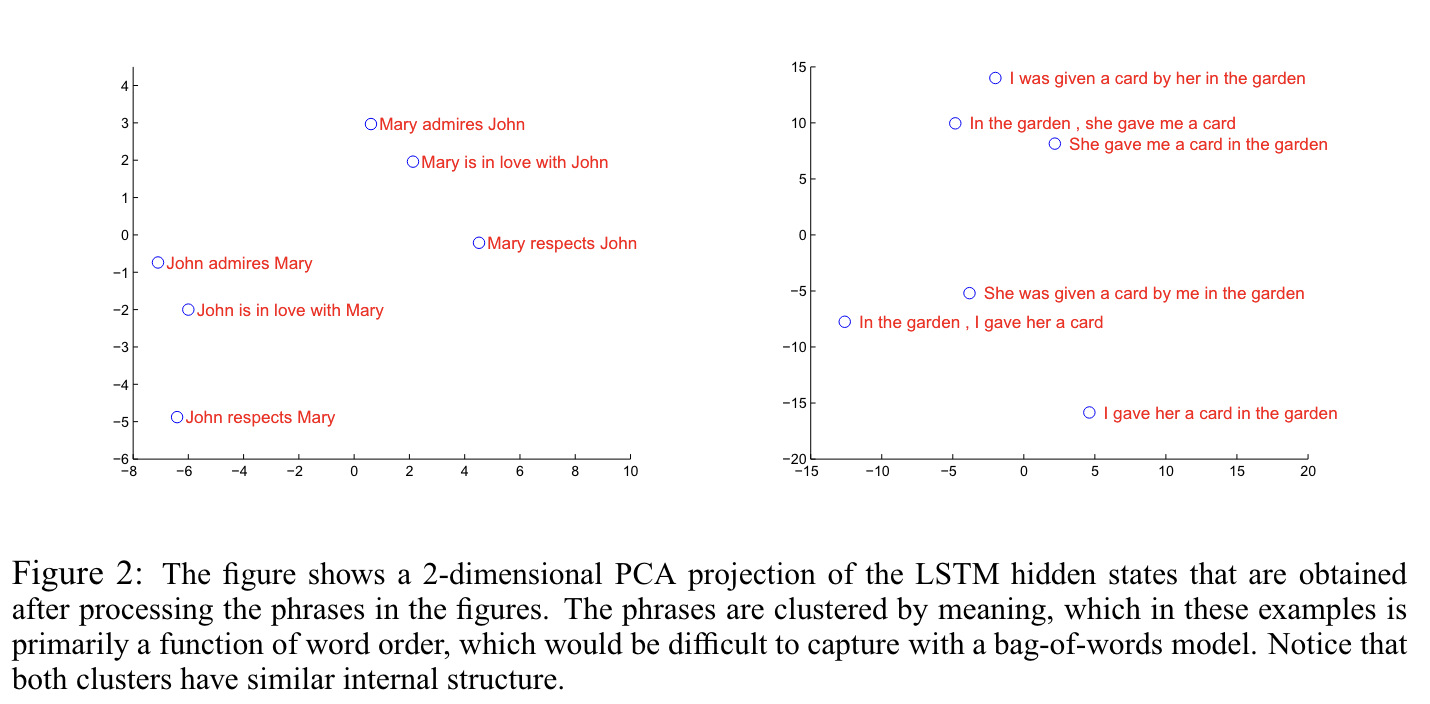 4
3
2
1
0
−1
−2
−3
−4
−5
−6
−8 −6 −4 −2 0 2 4 6 8 10
Mary admires John
Mary is in love with John
Mary respects John
John admires Mary
John is in love with Mary
John respects Mary
15
10
5
0
−5
−10
−15
−20
−15 −10 −5 0 5 10 15 20
I was given a card by her in the garden
In the garden , she gave me a card
She gave me a card in the garden
She was given a card by me in the garden
In the garden , I gave her a card
I gave her a card in the garden
Figure 2: The figure shows a 2-dimensional PCA projection of the LSTM hidden states that are obtained
after processing the phrases in the figures. The phrases are clustered by meaning, which in these examples is
primarily a function of word order, which would be difficult to capture with a bag-of-words model. Notice that
both clusters have similar internal structure.